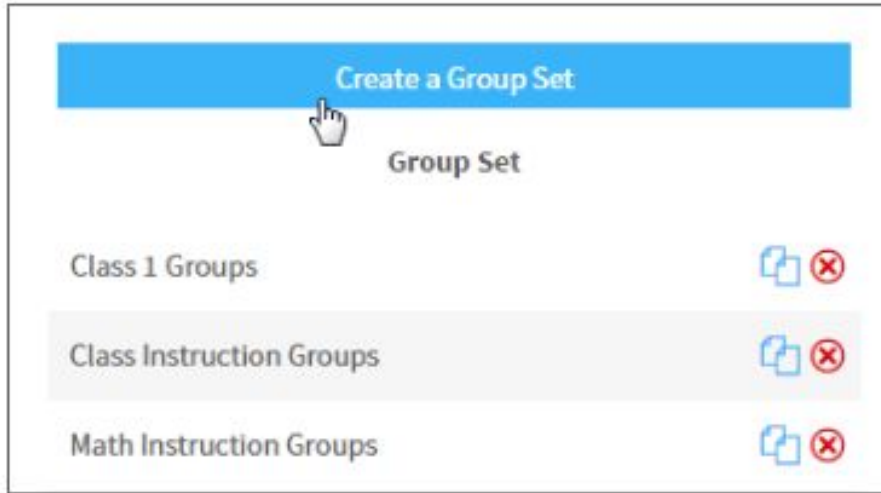 Create a Group Set
Group Set
Class 1 Groups
Class Instruction Groups
Math Instruction Groups